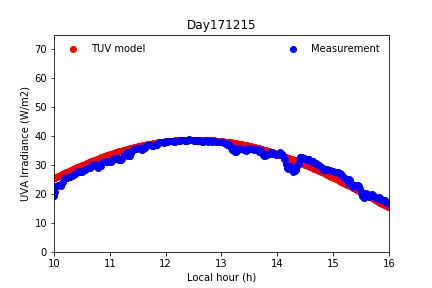 Day171215
TUV model
Measurement
UVA Irradiance (W/m2)
70
60
50
40
30
20
10
0
10 11 12 13 14 15 16
Local hour (h)